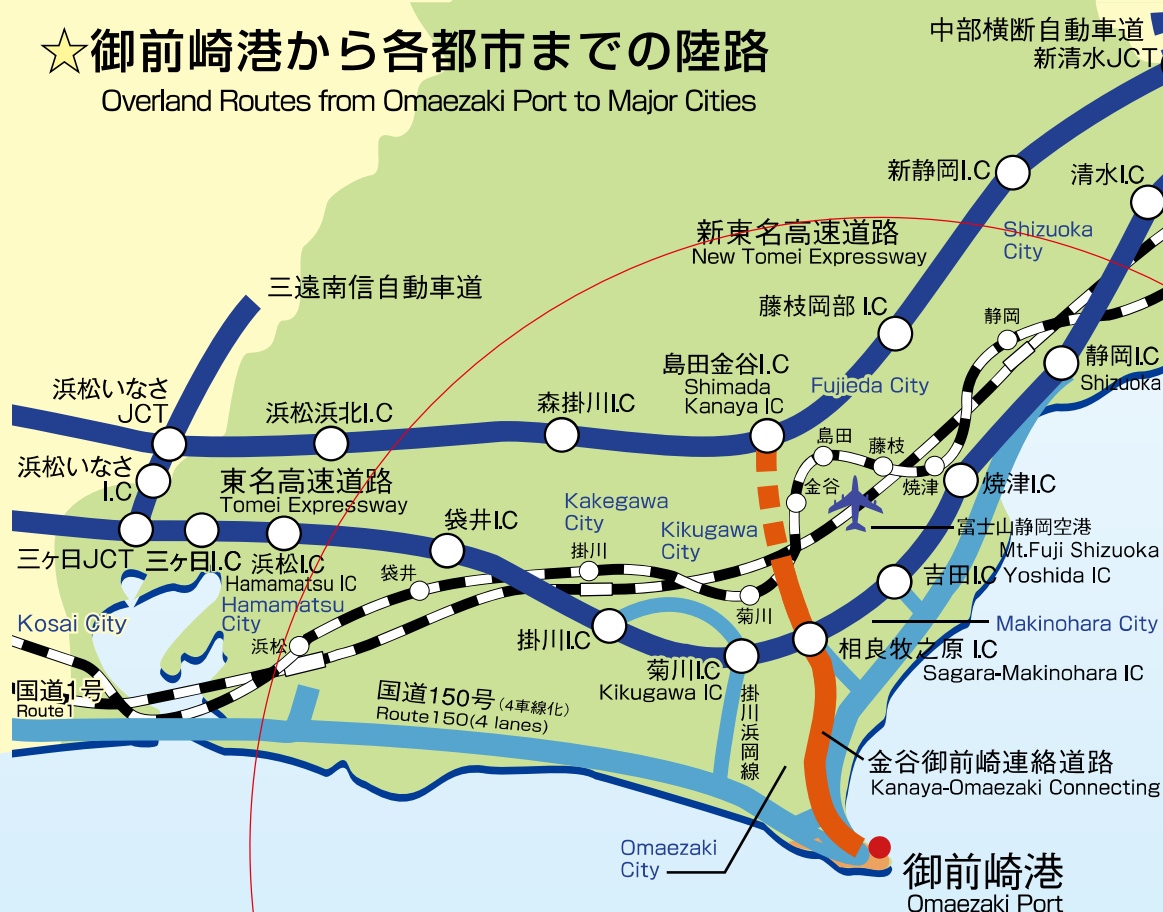 ☆御前崎港から各都市までの陸路
Overland Routes from Omaezaki Port to Major Cities
中部横断自動車道
新清水JCT
新静岡I.C
清水I.C
新東名高速道路
New Tomei Expressway
Shizuoka
City
三遠南信自動車道
藤枝岡部 I.C
静岡
島田金谷I.C
Shimada
Kanaya IC
Fujieda City
静岡I.C
Shizuoka
浜松いなさ
JCT
浜松浜北I.C
森掛川I.C
島田
藤枝
焼津
金谷
浜松いなさ
I.C
東名高速道路
Tomei Expressway
焼津I.C
Kakegawa
City
Kikugawa
City
袋井I.C
富士山静岡空港
Mt.Fuji Shizuoka
三ヶ日JCT
三ヶ日I.C
浜松I.C
Hamamatsu IC
袋井
掛川
吉田I.C Yoshida IC
Kosai City
Hamamatsu
City
菊川
Makinohara City
浜松
掛川I.C
相良牧之原 I.C
Sagara-Makinohara IC
菊川I.C
Kikugawa IC
国道1号
Route1
国道150号(4車線化)
Route150(4 lanes)
掛川浜岡線
金谷御前崎連絡道路
Kanaya-Omaezaki Connecting
Omaezaki
City
御前崎港
Omaezaki Port